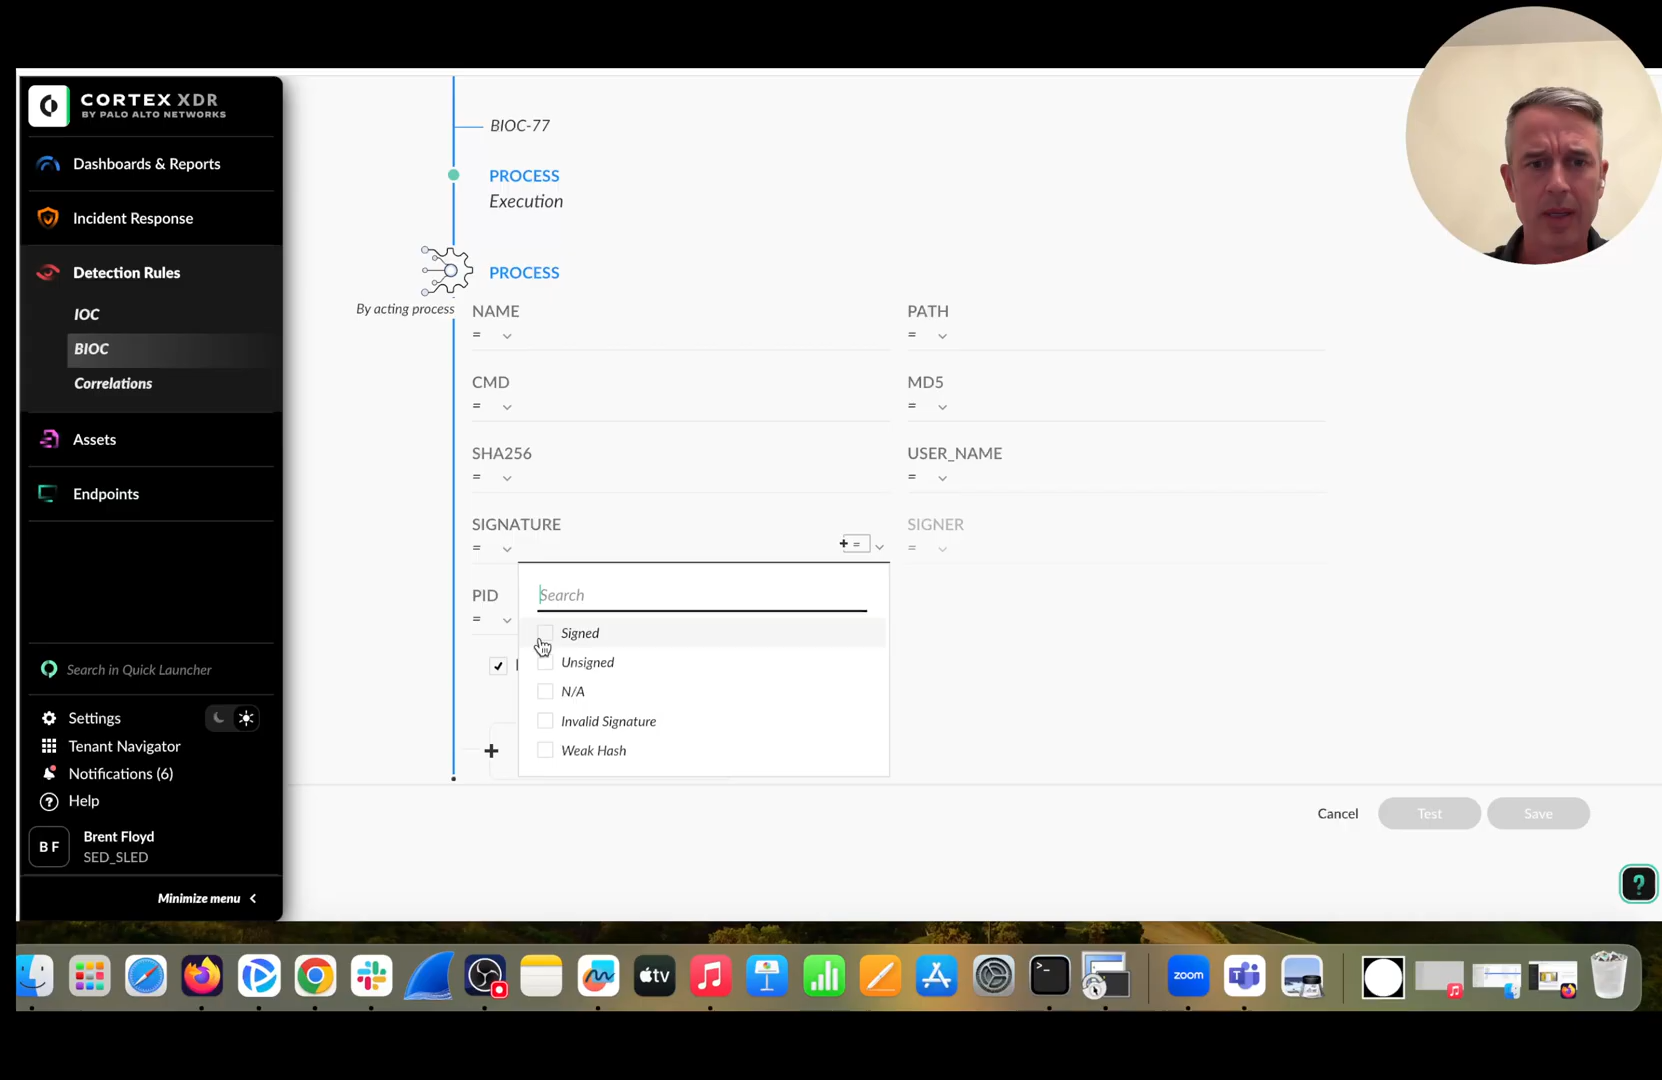 CORTEX XDR
BY PALO ALTO NETWORKS
Dashboards & Reports
Incident Response
Detection Rules
IOC
BIOC
Correlations
Assets
Endpoints
Search in Quick Launcher
Settings
Tenant Navigator
Notifications (6)
Help
B F
Brent Floyd
SED_SLED
Minimize menu
BIOC-77
PROCESS
Execution
PROCESS
By acting process
NAME
=
PATH
=
CMD
=
MD5
=
SHA256
=
USER_NAME
=
SIGNATURE
=
+ =
SIGNER
=
PID
=
Search
Signed
Unsigned
N/A
Invalid Signature
Weak Hash
+
Cancel
Test
Save
?
tv
zoom